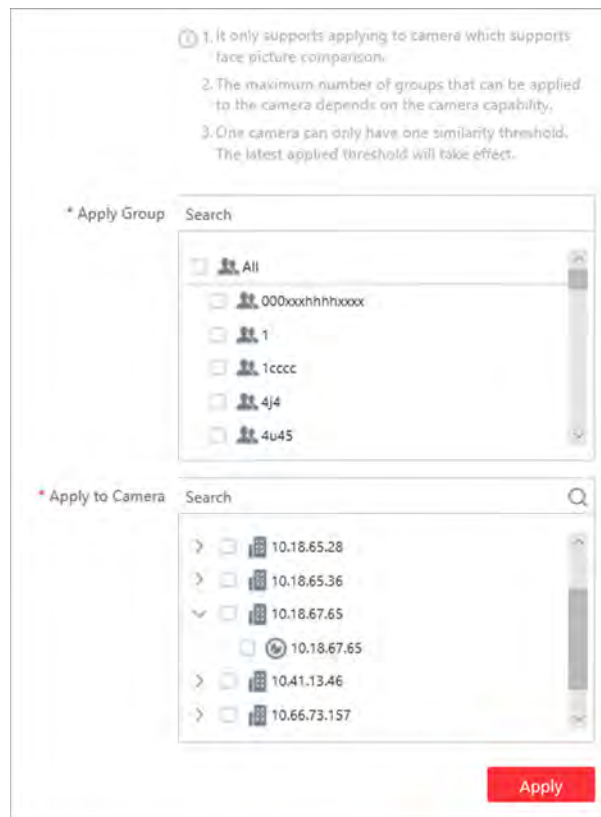 1. It only supports applying to camera which supports
face picture comparison.
2. The maximum number of groups that can be applied
to the camera depends on the camera capability.
3. One camera can only have one similarity threshold.
The latest applied threshold will take effect.
* Apply Group Search
All
000xxxhhhhxxxx
1
1cccc
4j4
4u45
* Apply to Camera Search
10.18.65.28
10.18.65.36
10.18.67.65
10.18.67.65
10.41.13.46
10.66.73.157
Apply